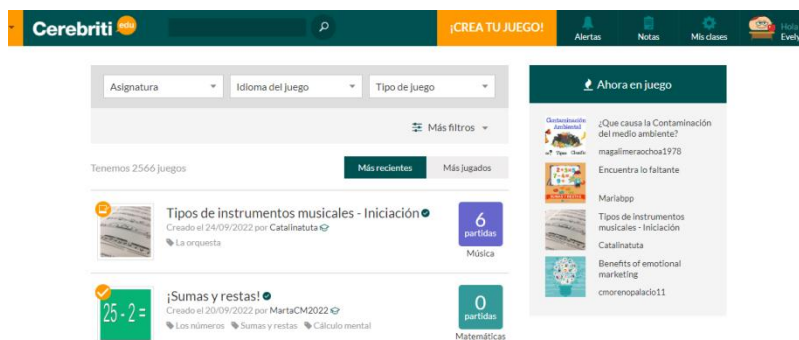 Cerebriti edu
¡CREA TU JUEGO!
Alertas
Notas
Mis clases
Hola
Evely
Asignatura
Idioma del juego
Tipo de juego
Más filtros
Tenemos 2566 juegos
Más recientes
Más jugados
Tipos de instrumentos musicales - Iniciación
Creado el 24/09/2022 por Catalinatuta
La orquesta
6
partidas
Música
25 - 2 =
¡Sumas y restas!
Creado el 20/09/2022 por MartaCM2022
Los números Sumas y restas Cálculo mental
0
partidas
Matemáticas
Ahora en juego
Contaminación
Ambiental
¿Que causa la Contaminación
del medio ambiente?
magalimeraochoa1978
Encuentra lo faltante
Mariabpp
Tipos de instrumentos
musicales - Iniciación
Catalinatuta
Benefits of emotional
marketing
cmorenopalacio11